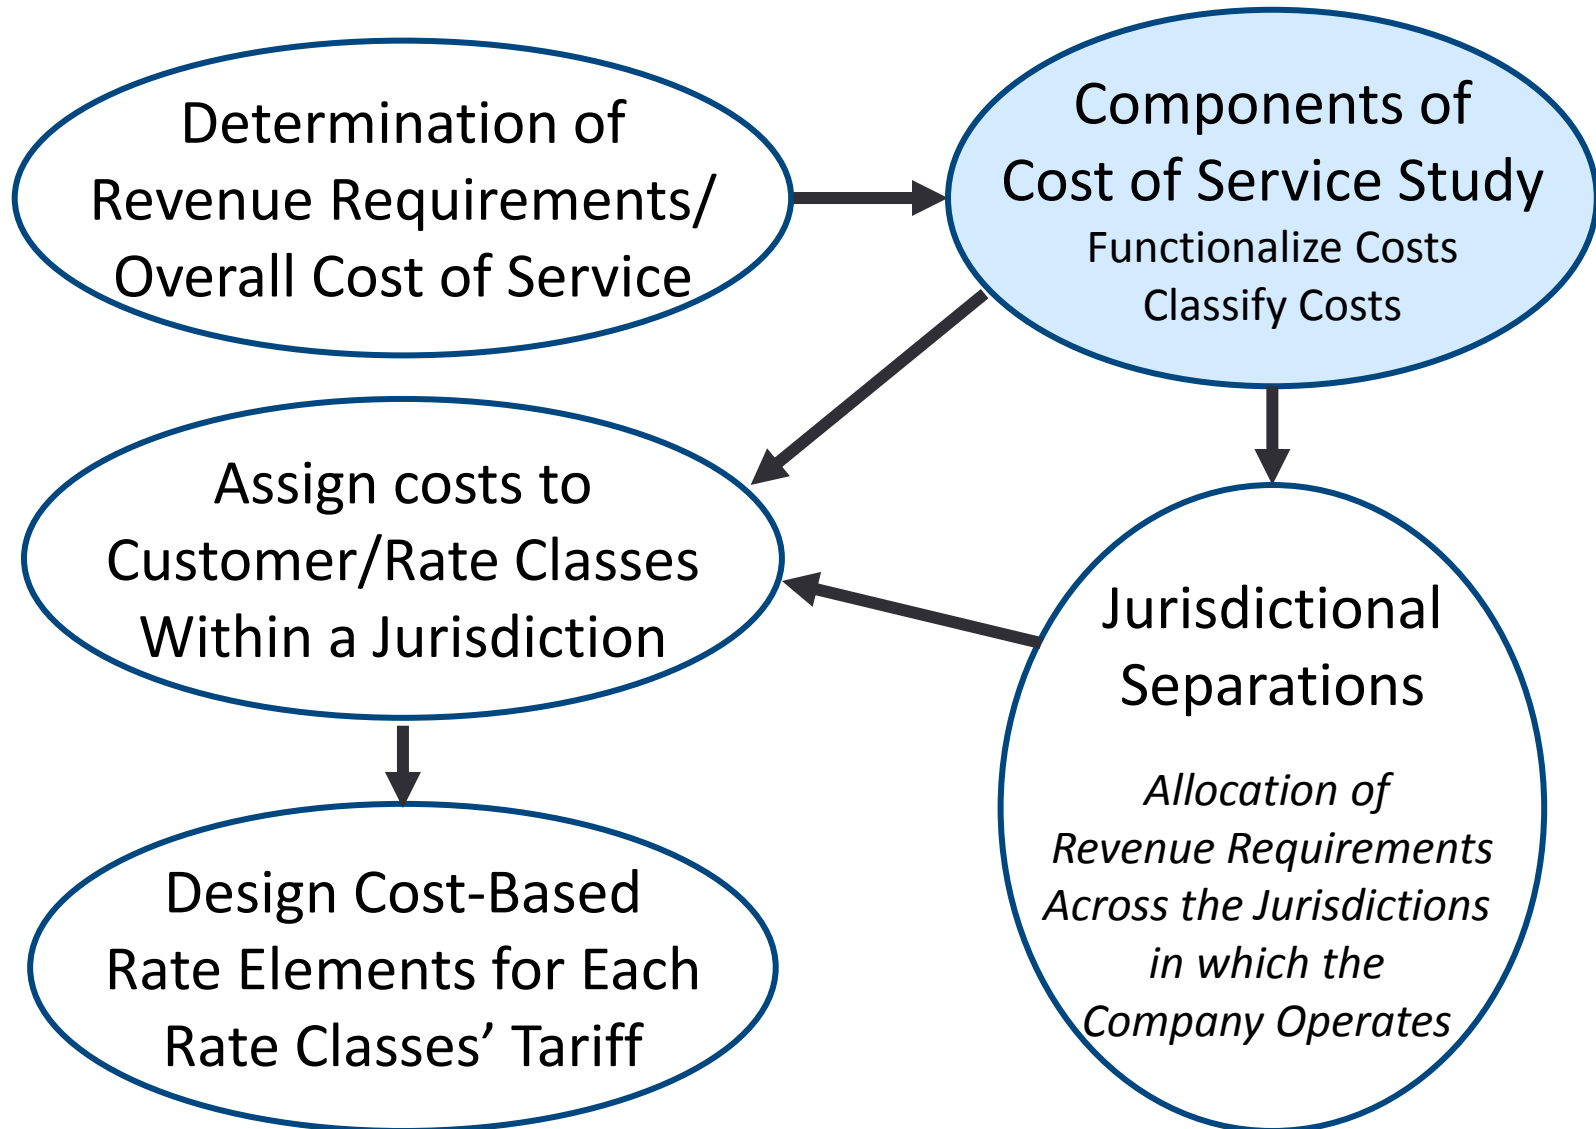 Determination of
Revenue Requirements/
Overall Cost of Service
Components of
Cost of Service Study
Functionalize Costs
Classify Costs
Assign costs to
Customer/Rate Classes
Within a Jurisdiction
Jurisdictional
Separations
Allocation of
Revenue Requirements
Across the Jurisdictions
in which the
Company Operates
Design Cost-Based
Rate Elements for Each
Rate Classes’ Tariff